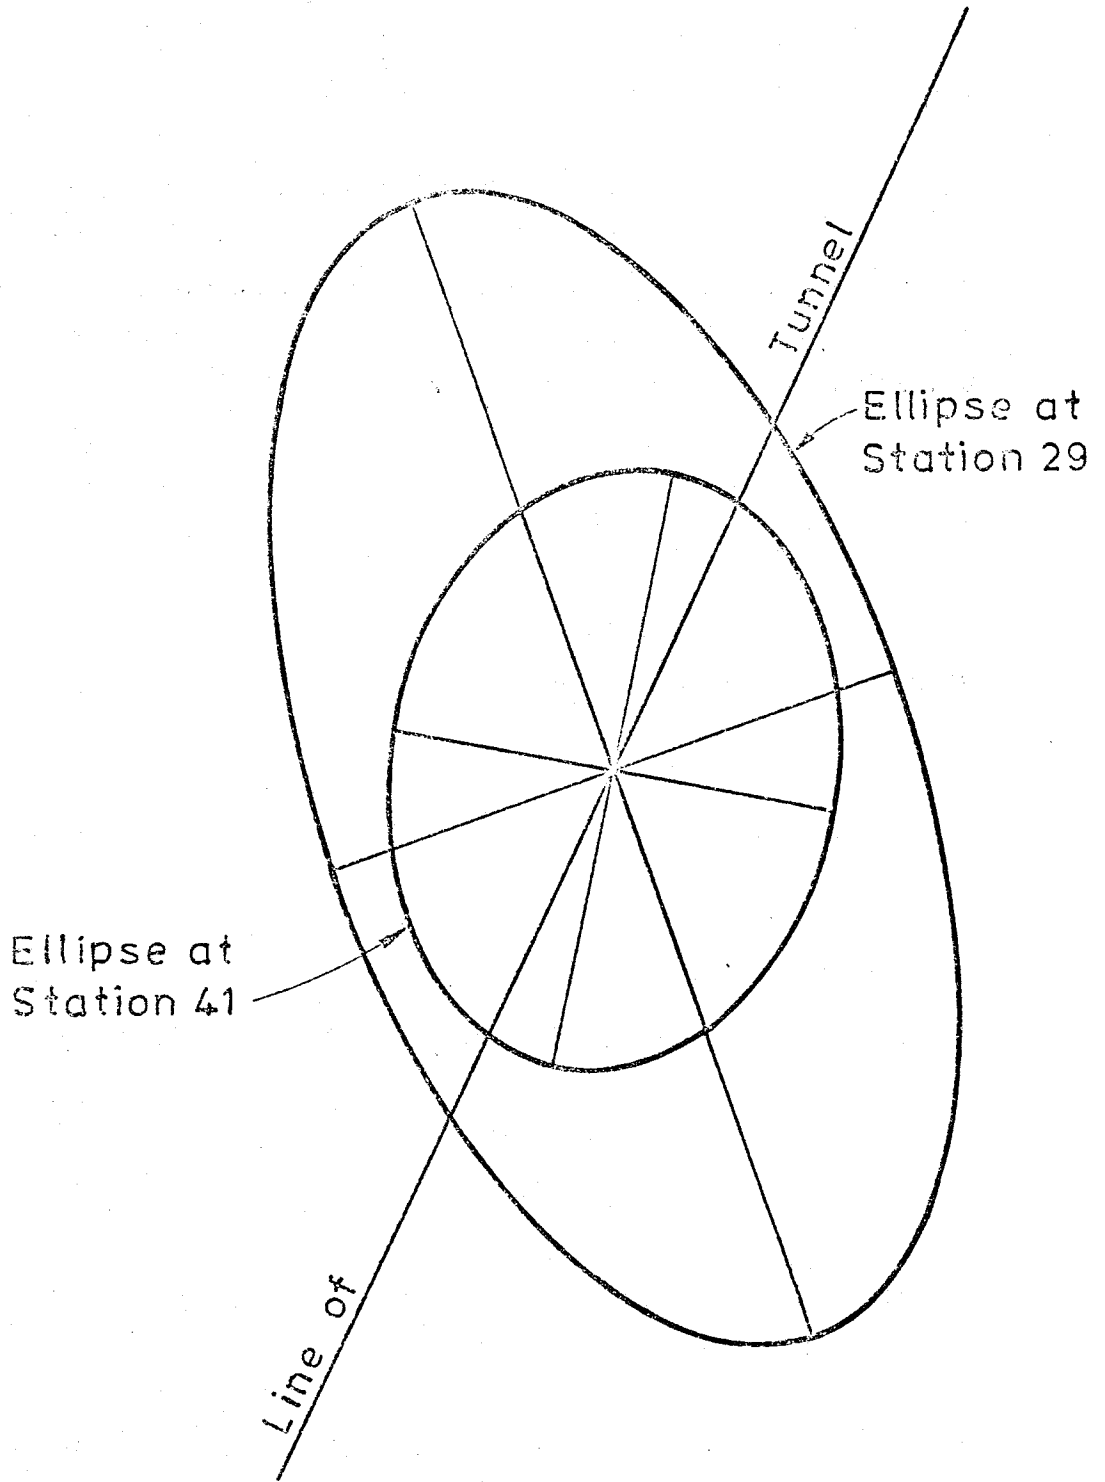 Tunnel
Ellipse at
Station 29
Ellipse at
Station 41
Line of